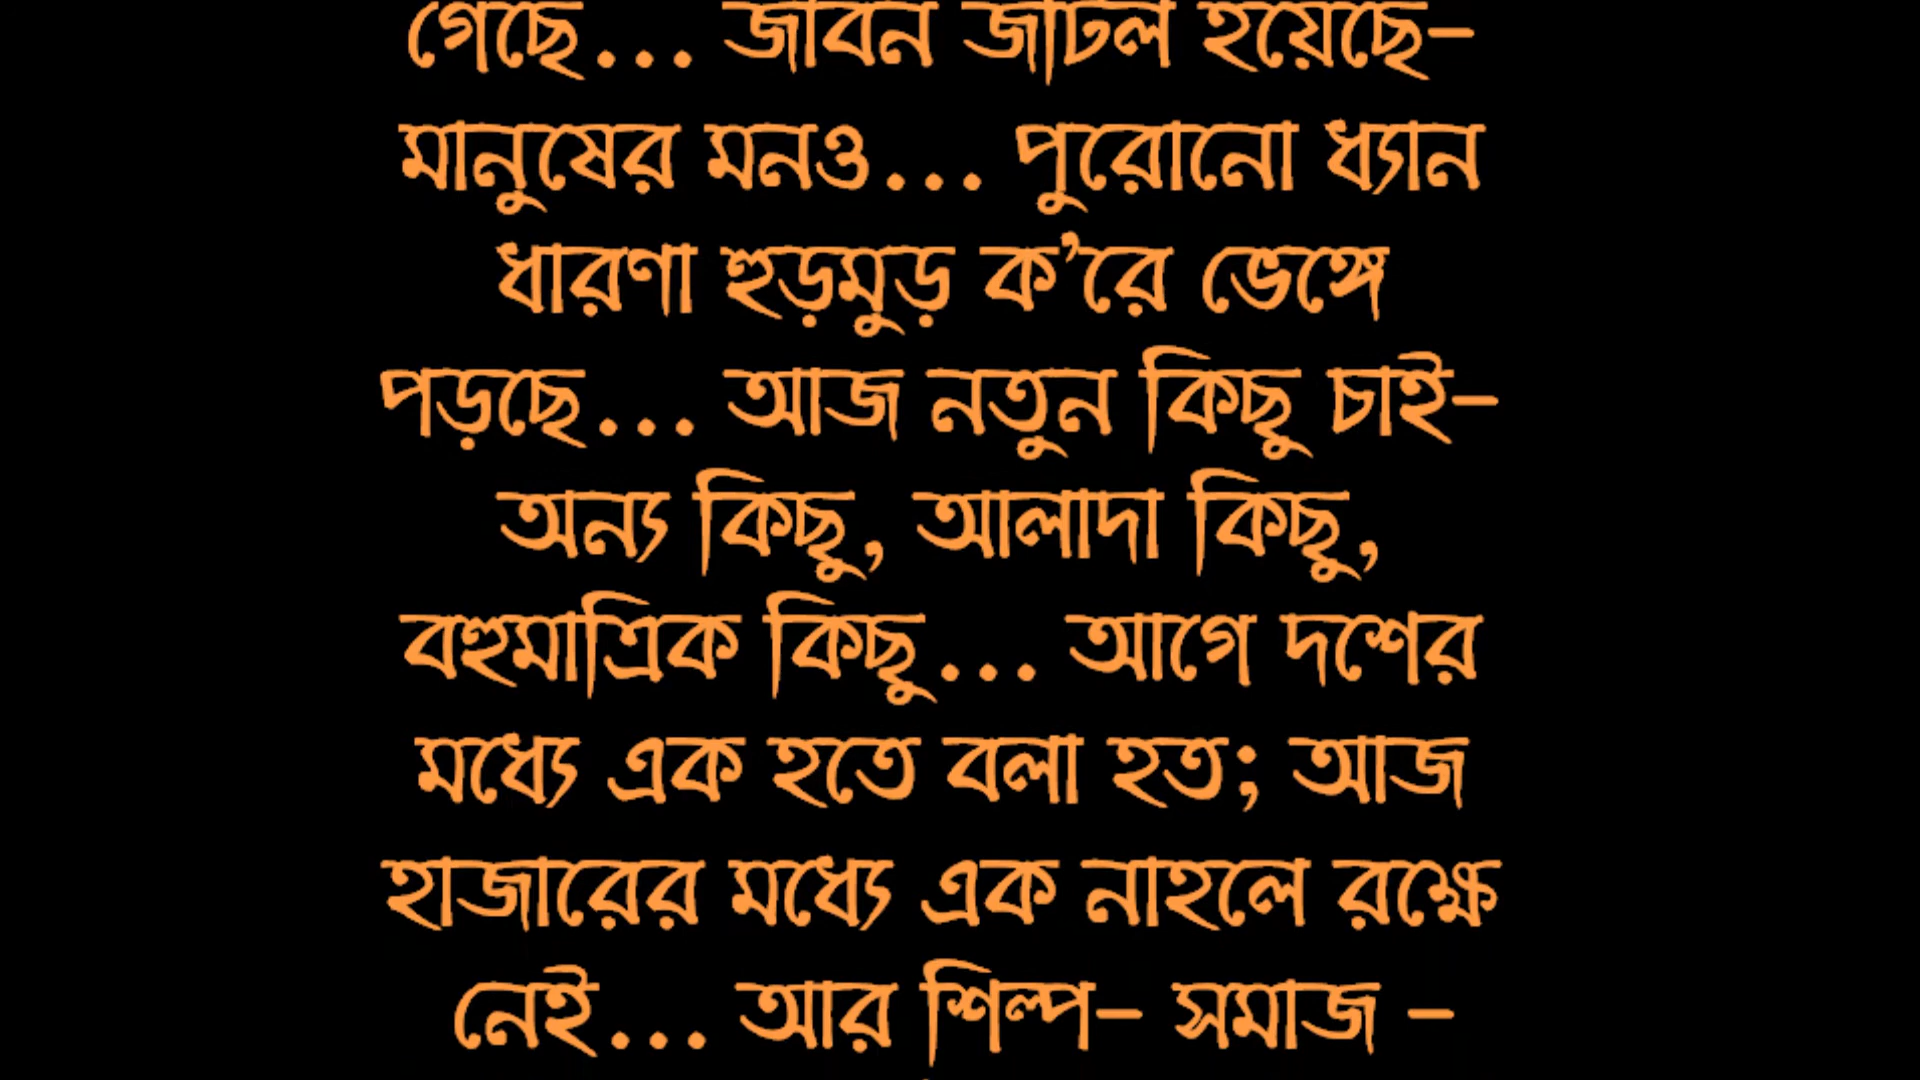 গেছে... জীবন জটিল হয়েছে-
মানুষের মনও... পুরোনো ধ্যান
ধারণা হুড়মুড় ক’রে ভেঙ্গে
পড়ছে... আজ নতুন কিছু চাই-
অন্য কিছু, আলাদা কিছু,
বহুমাত্রিক কিছু... আগে দশের
মধ্যে এক হতে বলা হত; আজ
হাজারের মধ্যে এক নাহলে রক্ষে
নেই... আর শিল্প- সমাজ -